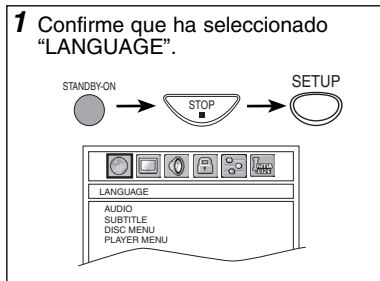 1 Confirme que ha seleccionado
“LANGUAGE”.
STANDBY-ON
STOP
SETUP
LANGUAGE
AUDIO
SUBTITLE
DISC MENU
PLAYER MENU